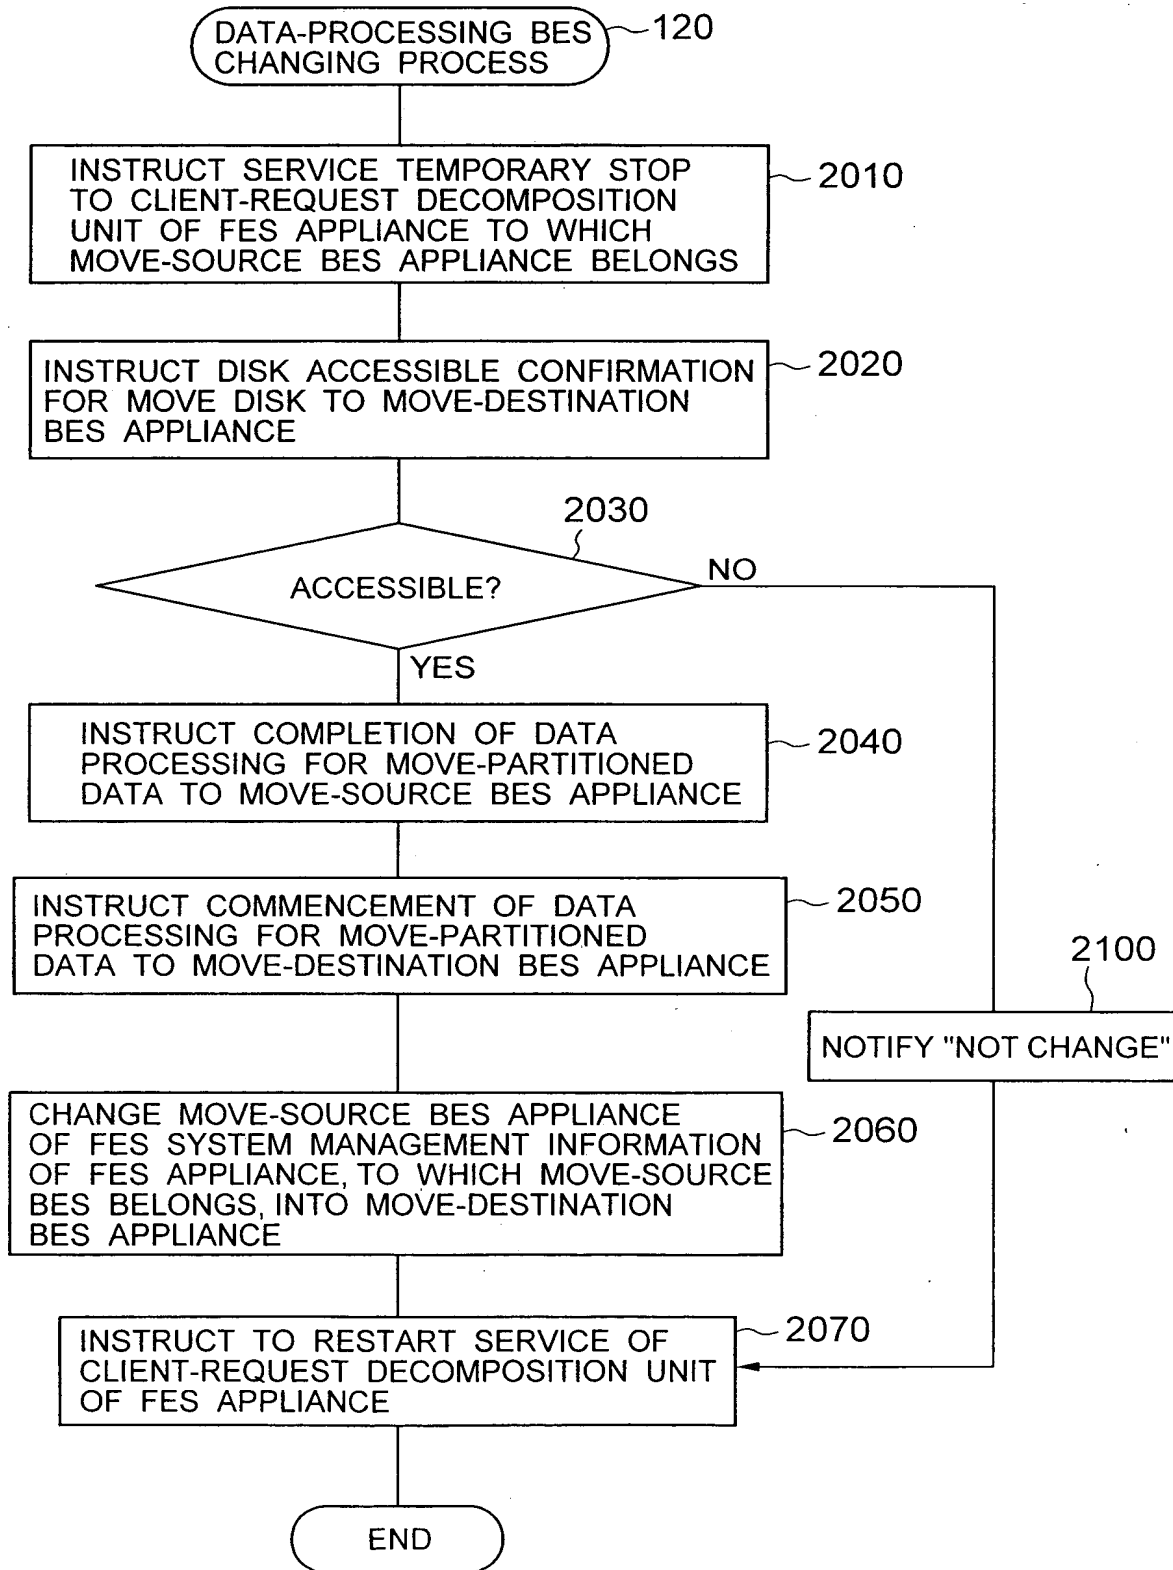 DATA-PROCESSING BES
CHANGING PROCESS
120
INSTRUCT SERVICE TEMPORARY STOP
TO CLIENT-REQUEST DECOMPOSITION
UNIT OF FES APPLIANCE TO WHICH
MOVE-SOURCE BES APPLIANCE BELONGS
2010
INSTRUCT DISK ACCESSIBLE CONFIRMATION
FOR MOVE DISK TO MOVE-DESTINATION
BES APPLIANCE
2020
2030
ACCESSIBLE?
NO
YES
INSTRUCT COMPLETION OF DATA
PROCESSING FOR MOVE-PARTITIONED
DATA TO MOVE-SOURCE BES APPLIANCE
2040
INSTRUCT COMMENCEMENT OF DATA
PROCESSING FOR MOVE-PARTITIONED
DATA TO MOVE-DESTINATION BES APPLIANCE
2050
2100
NOTIFY "NOT CHANGE"
CHANGE MOVE-SOURCE BES APPLIANCE
OF FES SYSTEM MANAGEMENT INFORMATION
OF FES APPLIANCE, TO WHICH MOVE-SOURCE
BES BELONGS, INTO MOVE-DESTINATION
BES APPLIANCE
2060
INSTRUCT TO RESTART SERVICE OF
CLIENT-REQUEST DECOMPOSITION UNIT
OF FES APPLIANCE
2070
END